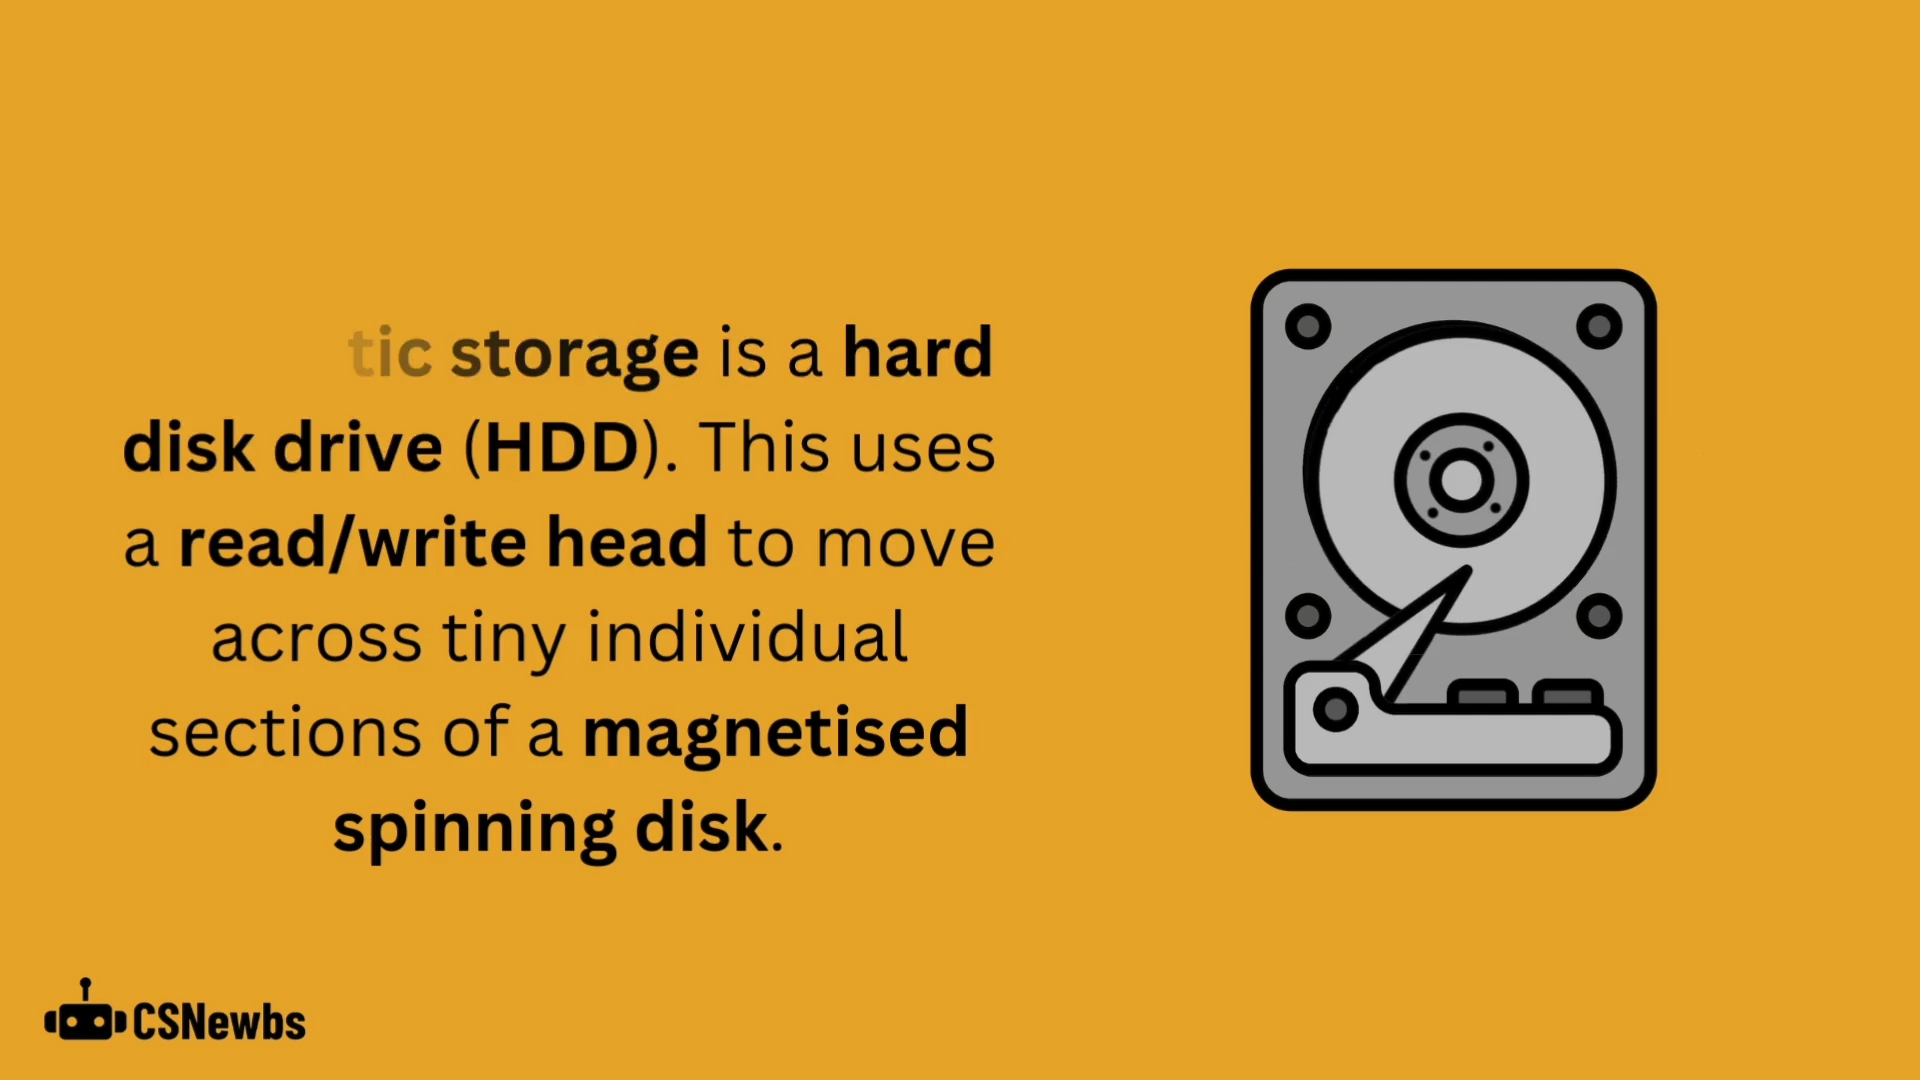 tic storage is a hard
disk drive (HDD). This uses
a read/write head to move
across tiny individual
sections of a magnetised
spinning disk.
CSNewbs